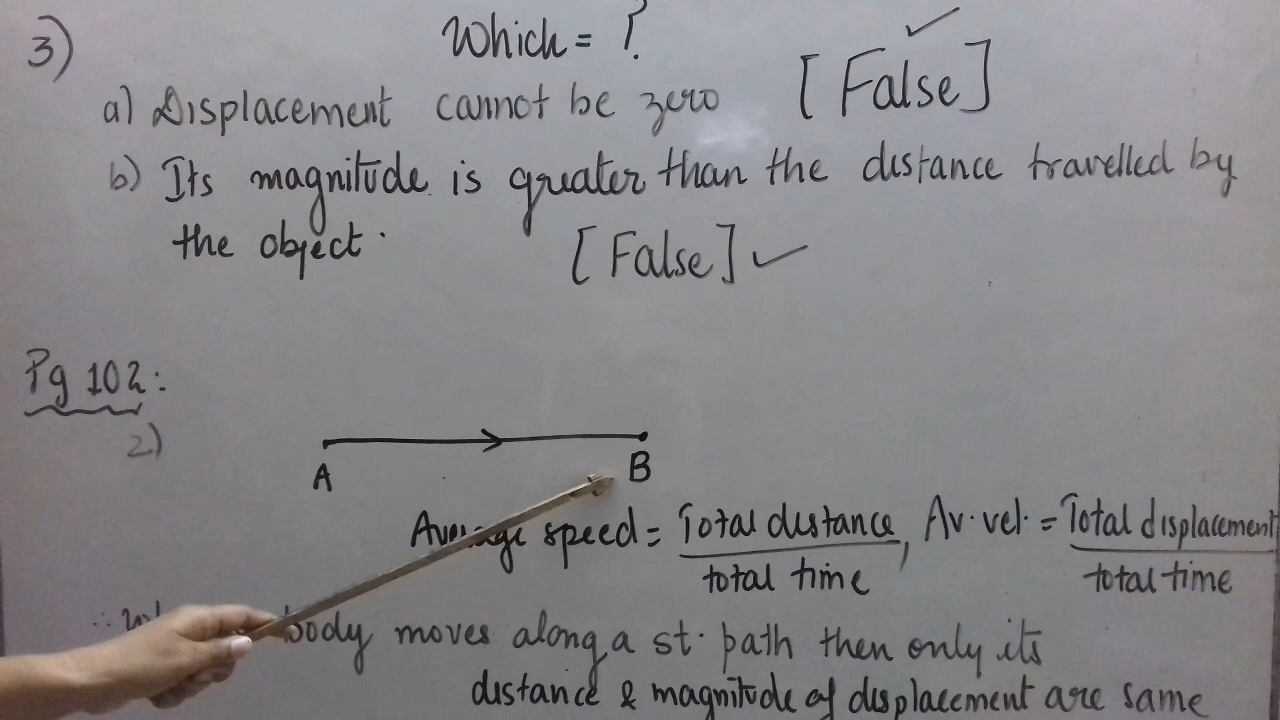 3)
Which = ?
a) Displacement cannot be zero [False] ✓
b) Its magnitude is greater than the distance travelled by
the object. [False] ✓
Pg 102:
2)
A B
Average speed = Total distance / total time, Av. vel. = Total displacement / total time
body moves along a st. path then only its
distance & magnitude of displacement are same